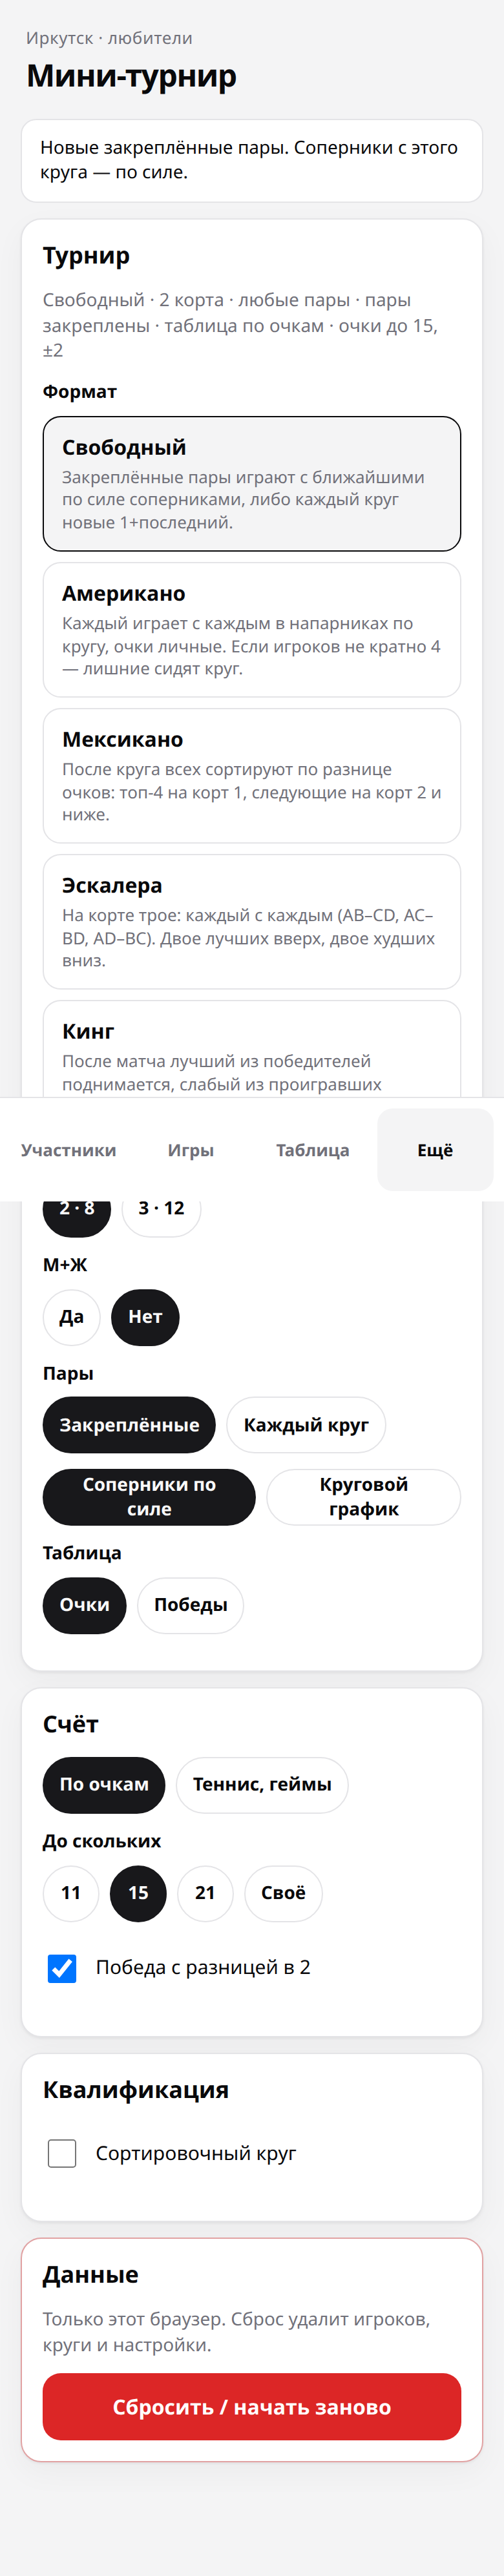 Иркутск · любители
Мини-турнир
Новые закреплённые пары. Соперники с этого
круга — по силе.
Турнир
Свободный · 2 корта · любые пары · пары
закреплены · таблица по очкам · очки до 15,
±2
Формат
Свободный
Закреплённые пары играют с ближайшими
по силе соперниками, либо каждый круг
новые 1+последний.
Американо
Каждый играет с каждым в напарниках по
кругу, очки личные. Если игроков не кратно 4
— лишние сидят круг.
Мексикано
После круга всех сортируют по разнице
очков: топ-4 на корт 1, следующие на корт 2 и
ниже.
Эскалера
На корте трое: каждый с каждым (AB–CD, AC–
BD, AD–BC). Двое лучших вверх, двое худших
вниз.
Кинг
После матча лучший из победителей
поднимается, слабый из проигравших
Участники Игры Таблица Ещё
2 · 8 3 · 12
М+Ж
Да Нет
Пары
Закреплённые Каждый круг
Соперники по
силе
Круговой
график
Таблица
Очки Победы
Счёт
По очкам Теннис, геймы
До скольких
11 15 21 Своё
Победа с разницей в 2
Квалификация
Сортировочный круг
Данные
Только этот браузер. Сброс удалит игроков,
круги и настройки.
Сбросить / начать заново